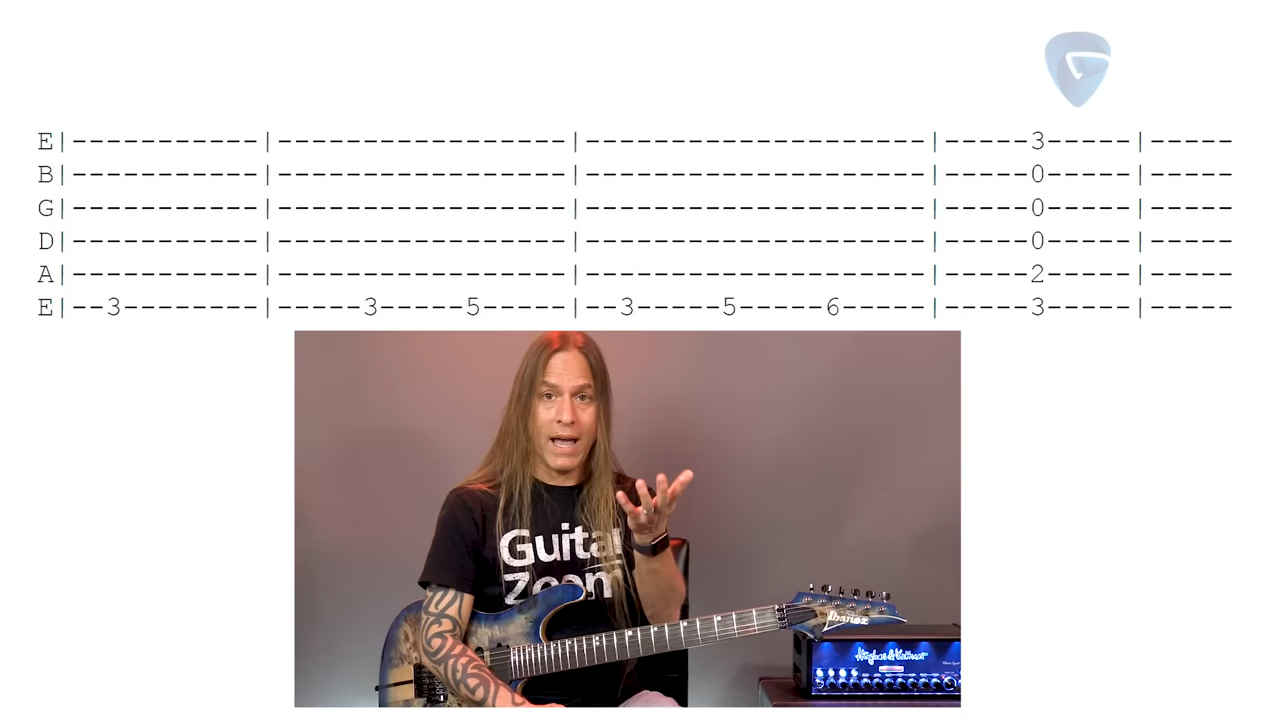 E|-----------|-----------------|--------------------|-----3-----|-----
B|-----------|-----------------|--------------------|-----0-----|-----
G|-----------|-----------------|--------------------|-----0-----|-----
D|-----------|-----------------|--------------------|-----0-----|-----
A|-----------|-----------------|--------------------|-----2-----|-----
E|--3--------|-----3-----5-----|--3-----5-----6-----|-----3-----|-----
Guitar
Zoom
Ibanez
Hughes & Kettner